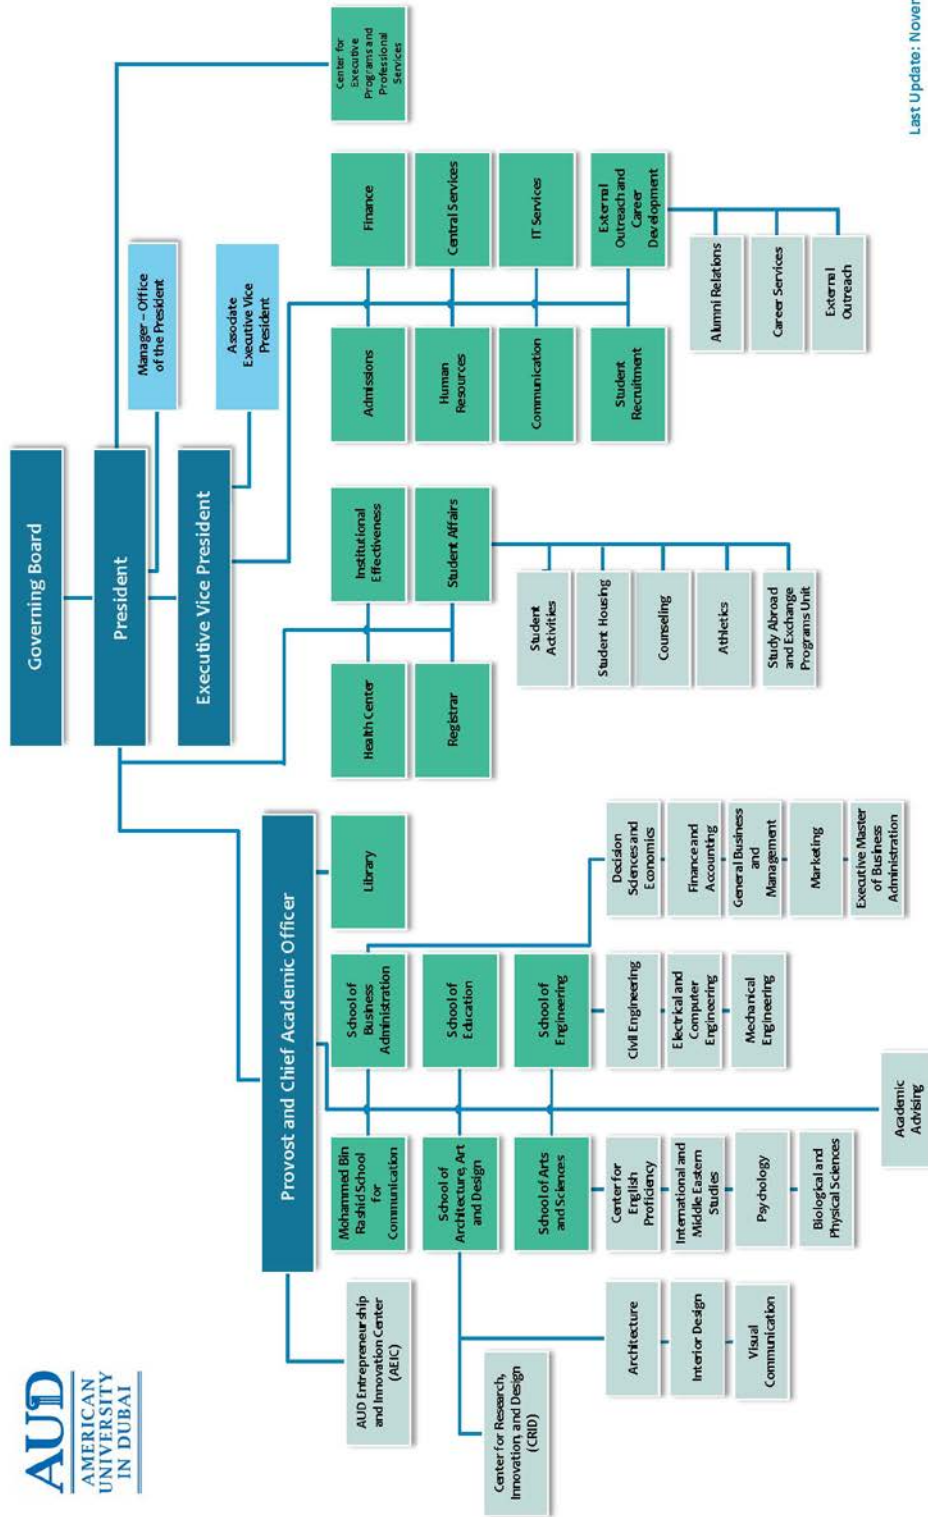 AUD
AMERICAN
UNIVERSITY
IN DUBAI
Governing Board
President
Manager – Office
of the President
Executive Vice President
Associate
Executive Vice
President
Center for
Executive
Programs and
Professional
Services
Provost and Chief Academic Officer
AUD Entrepreneurship
and Innovation Center
(AEIC)
Mohammed Bin
Rashid School
for
Communication
School of
Business
Administration
Library
School of
Architecture, Art
and Design
School of
Education
School of Arts
and Sciences
School of
Engineering
Center for Research,
Innovation, and Design
(CRID)
Architecture
Interior Design
Visual
Communication
Center for
English
Proficiency
International and
Middle Eastern
Studies
Psychology
Biological and
Physical Sciences
Civil Engineering
Electrical and
Computer
Engineering
Mechanical
Engineering
Decision
Sciences and
Economics
Finance and
Accounting
General Business
and
Management
Marketing
Executive Master
of Business
Administration
Academic
Advising
Health Center
Institutional
Effectiveness
Registrar
Student Affairs
Student
Activities
Student Housing
Counseling
Athletics
Study Abroad
and Exchange
Programs Unit
Admissions
Finance
Human
Resources
Central Services
Communication
IT Services
Student
Recruitment
External
Outreach and
Career
Development
Alumni Relations
Career Services
External
Outreach
Last Update: